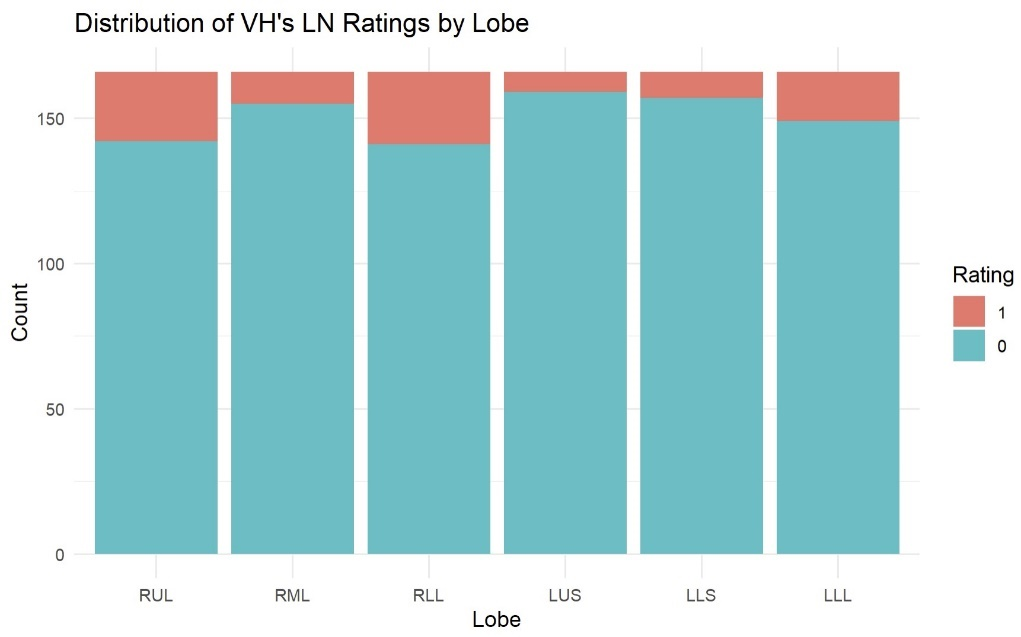 Distribution of VH's LN Ratings by Lobe
Count
150
100
50
0
RUL RML RLL LUS LLS LLL
Lobe
Rating
1
0